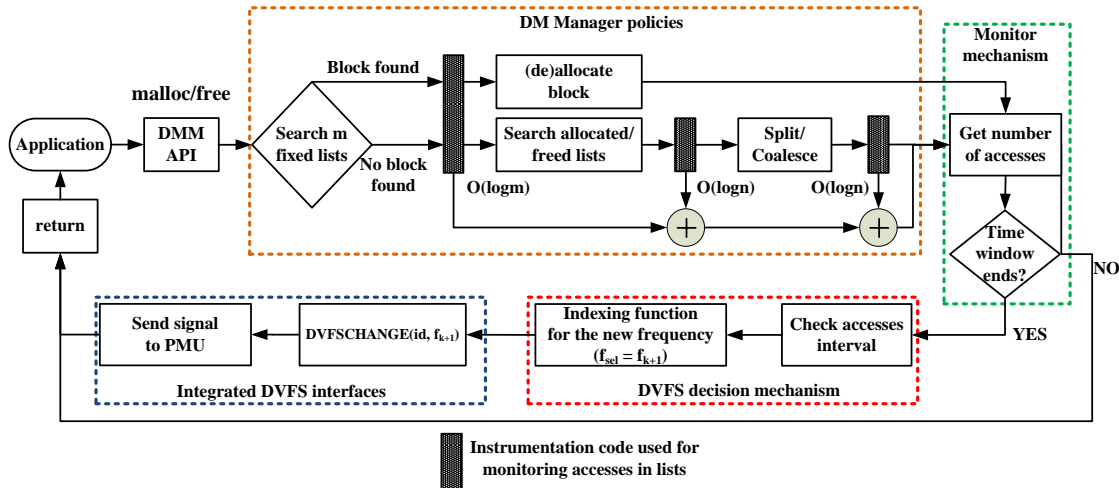 DM Manager policies
Monitor
mechanism
malloc/free
Block found
(de)allocate
block
Application
DMM
API
Search m
fixed lists
No block
found
Search allocated/
freed lists
Split/
Coalesce
Get number
of accesses
O(logm)
O(logn)
O(logn)
+
+
return
Time
window
ends?
NO
YES
Send signal
to PMU
DVFSCHANGE(id, fk+1)
Indexing function
for the new frequency
(fsel = fk+1)
Check accesses
interval
Integrated DVFS interfaces
DVFS decision mechanism
Instrumentation code used for
monitoring accesses in lists